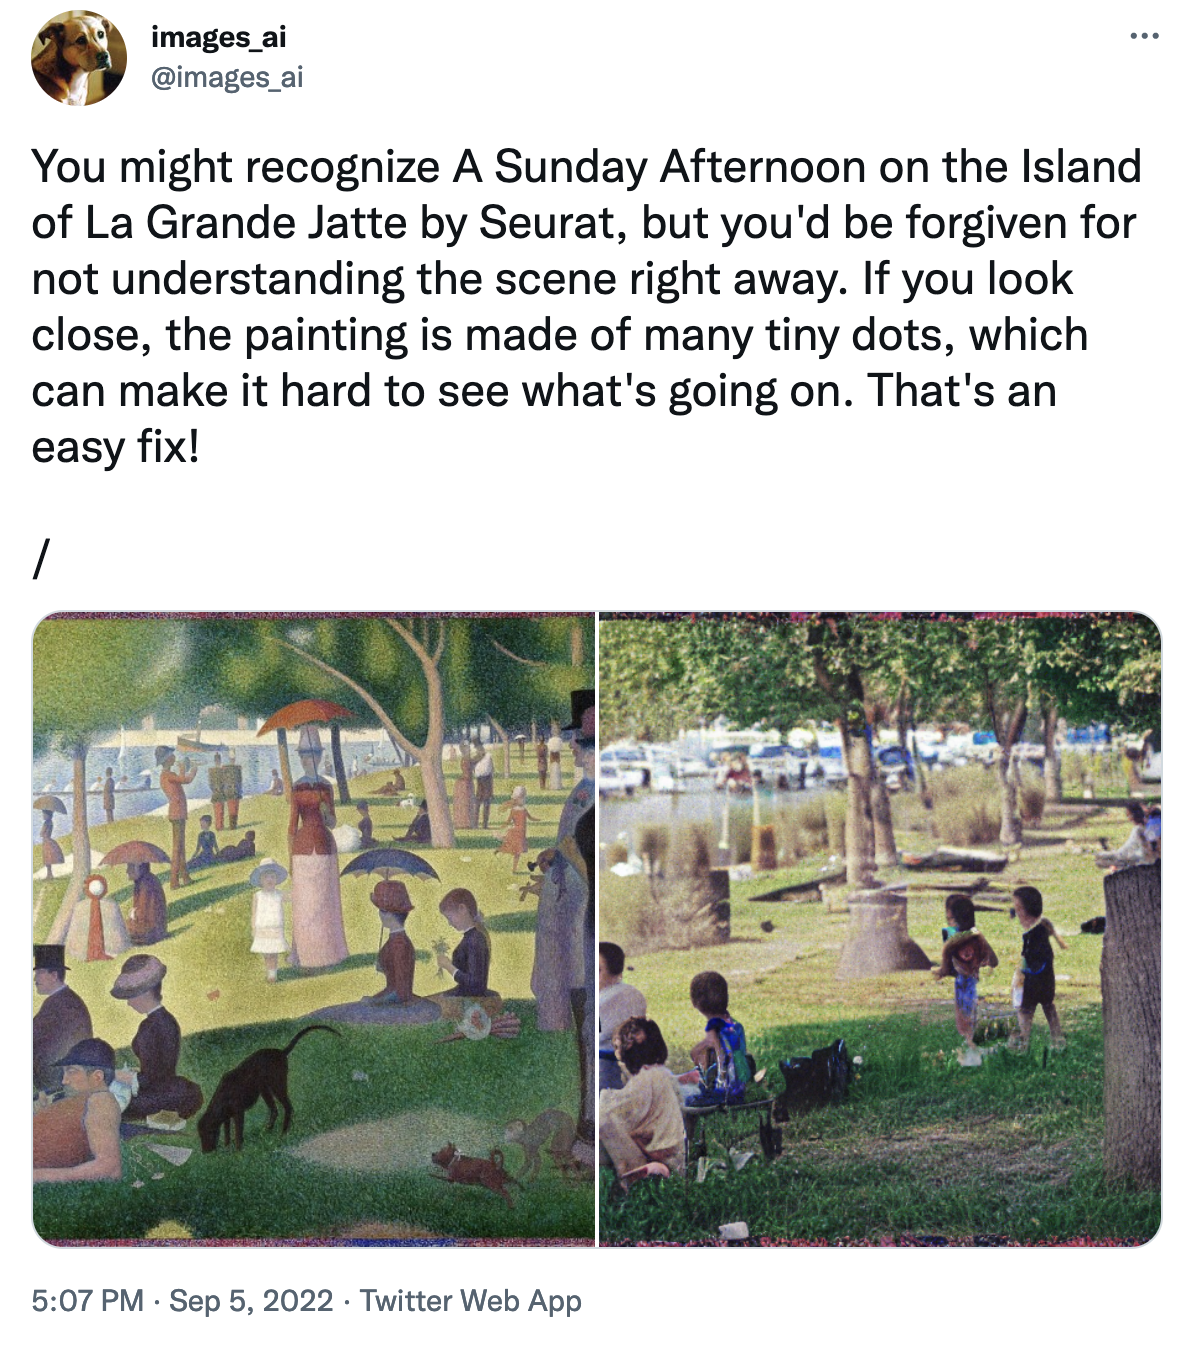 images_ai
@images_ai
You might recognize A Sunday Afternoon on the Island
of La Grande Jatte by Seurat, but you'd be forgiven for
not understanding the scene right away. If you look
close, the painting is made of many tiny dots, which
can make it hard to see what's going on. That's an
easy fix!
/
5:07 PM · Sep 5, 2022 · Twitter Web App